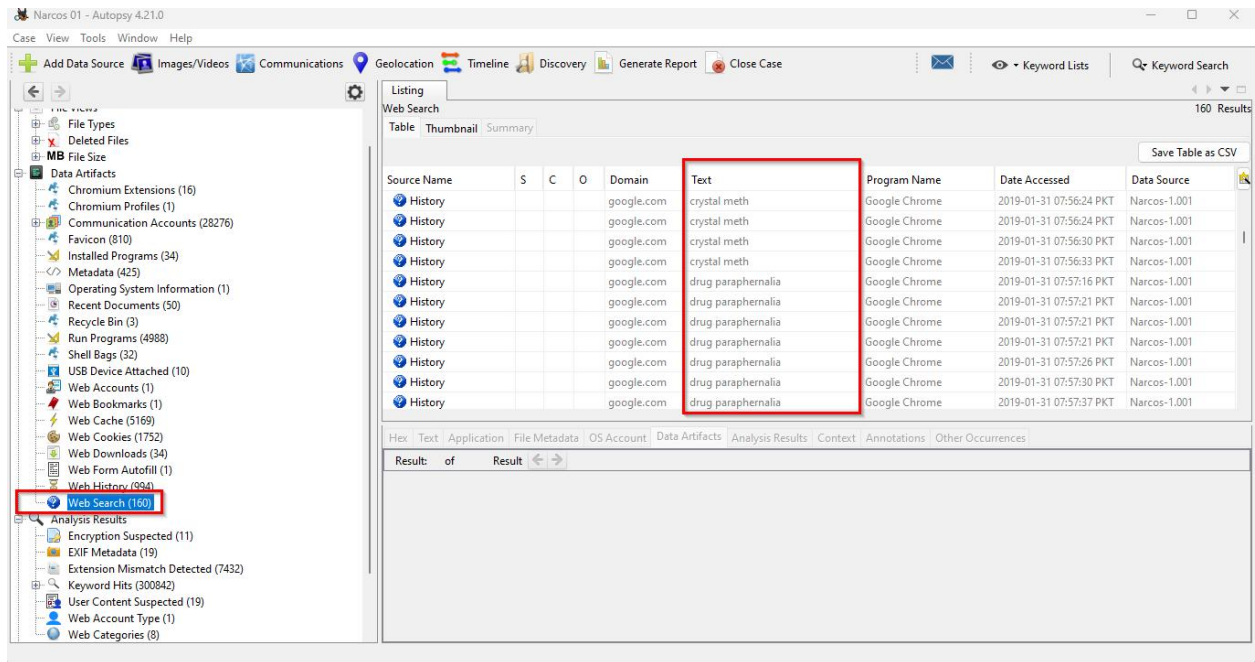 Narcos 01 - Autopsy 4.21.0
Case View Tools Window Help
Add Data Source Images/Videos Communications Geolocation Timeline Discovery Generate Report Close Case Keyword Lists Keyword Search
Listing
Web Search 160 Results
Table Thumbnail Summary
Save Table as CSV
Source Name S C O Domain Text Program Name Date Accessed Data Source
History google.com crystal meth Google Chrome 2019-01-31 07:56:24 PKT Narcos-1.001
History google.com crystal meth Google Chrome 2019-01-31 07:56:24 PKT Narcos-1.001
History google.com crystal meth Google Chrome 2019-01-31 07:56:30 PKT Narcos-1.001
History google.com crystal meth Google Chrome 2019-01-31 07:56:33 PKT Narcos-1.001
History google.com drug paraphernalia Google Chrome 2019-01-31 07:57:16 PKT Narcos-1.001
History google.com drug paraphernalia Google Chrome 2019-01-31 07:57:21 PKT Narcos-1.001
History google.com drug paraphernalia Google Chrome 2019-01-31 07:57:21 PKT Narcos-1.001
History google.com drug paraphernalia Google Chrome 2019-01-31 07:57:21 PKT Narcos-1.001
History google.com drug paraphernalia Google Chrome 2019-01-31 07:57:26 PKT Narcos-1.001
History google.com drug paraphernalia Google Chrome 2019-01-31 07:57:30 PKT Narcos-1.001
History google.com drug paraphernalia Google Chrome 2019-01-31 07:57:37 PKT Narcos-1.001
Hex Text Application File Metadata OS Account Data Artifacts Analysis Results Context Annotations Other Occurrences
Result: of Result
File Types
Deleted Files
MB File Size
Data Artifacts
Chromium Extensions (16)
Chromium Profiles (1)
Communication Accounts (28276)
Favicon (810)
Installed Programs (34)
Metadata (425)
Operating System Information (1)
Recent Documents (50)
Recycle Bin (3)
Run Programs (4988)
Shell Bags (32)
USB Device Attached (10)
Web Accounts (1)
Web Bookmarks (1)
Web Cache (5169)
Web Cookies (1752)
Web Downloads (34)
Web Form Autofill (1)
Web History (994)
Web Search (160)
Analysis Results
Encryption Suspected (11)
EXIF Metadata (19)
Extension Mismatch Detected (7432)
Keyword Hits (300842)
User Content Suspected (19)
Web Account Type (1)
Web Categories (8)